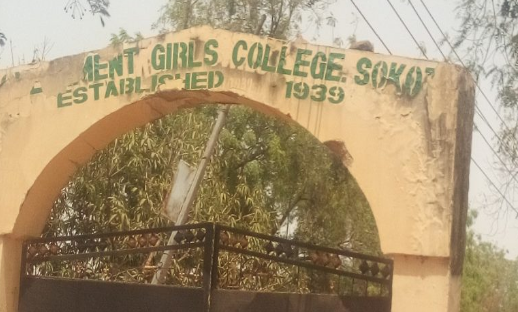 MENT GIRLS COLLEGE. SOKO
ESTABLISHED 1939